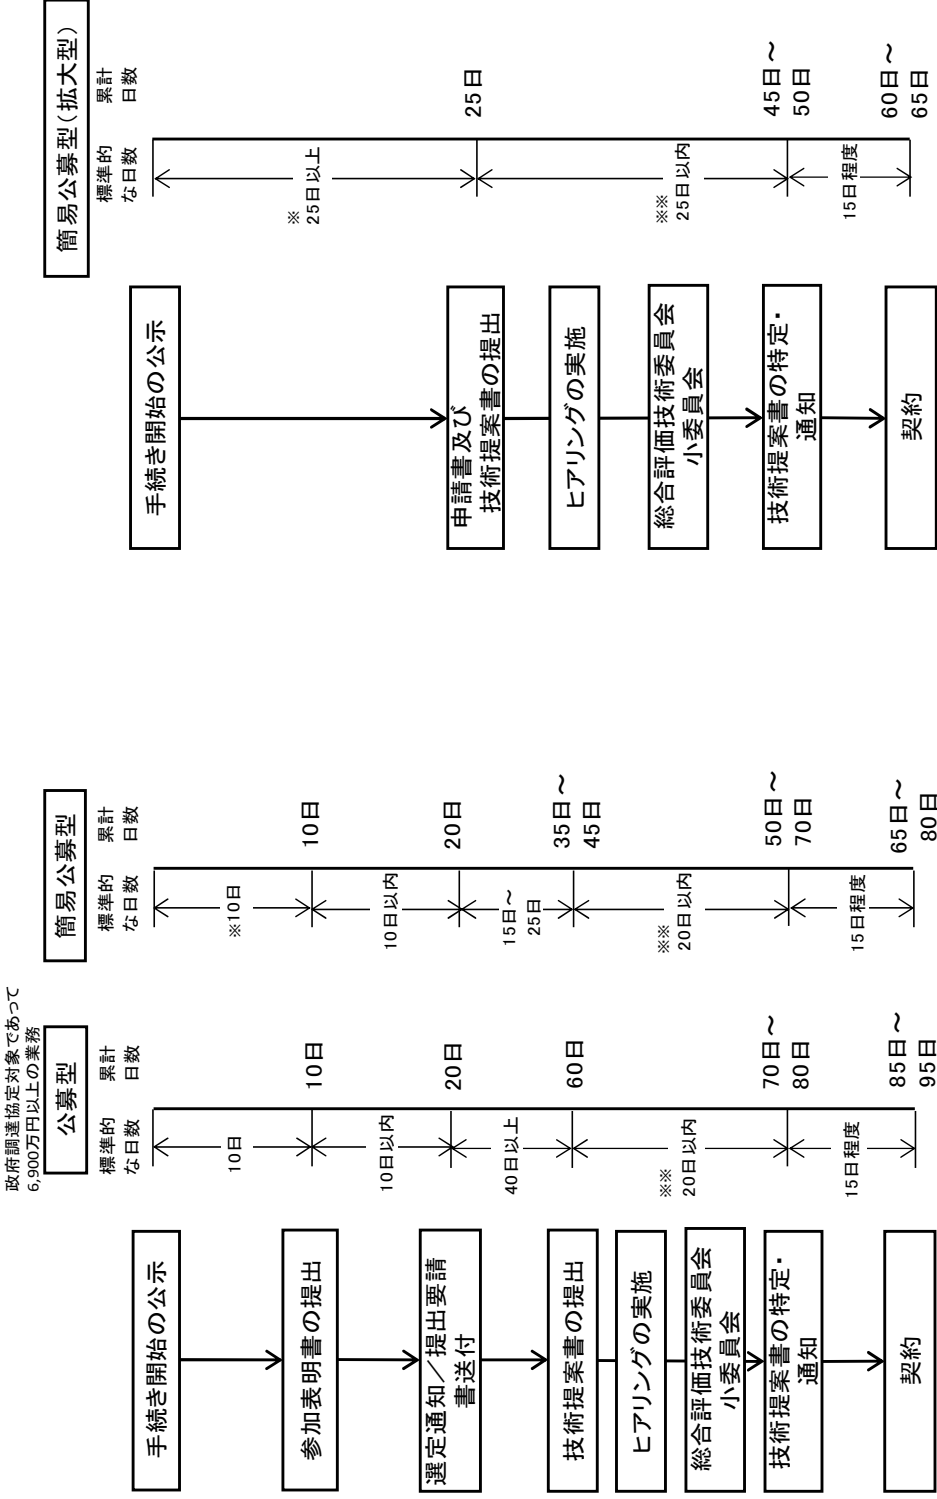 政府調達協定対象であって
6,900万円以上の業務
公募型
標準的
な日数
累計
日数
簡易公募型
標準的
な日数
累計
日数
手続き開始の公示
10日
※10日
参加表明書の提出
10日
10日
10日以内
10日以内
選定通知／提出要請
書送付
20日
20日
40日以上
15日～
25日
技術提案書の提出
60日
35日～
45日
ヒアリングの実施
※※
20日以内
※※
20日以内
総合評価技術委員会
小委員会
技術提案書の特定・
通知
70日～
80日
50日～
70日
15日程度
15日程度
契約
85日～
95日
65日～
80日
簡易公募型（拡大型）
標準的
な日数
累計
日数
手続き開始の公示
※
25日以上
申請書及び
技術提案書の提出
25日
ヒアリングの実施
※※
25日以内
総合評価技術委員会
小委員会
技術提案書の特定・
通知
45日～
50日
15日程度
契約
60日～
65日